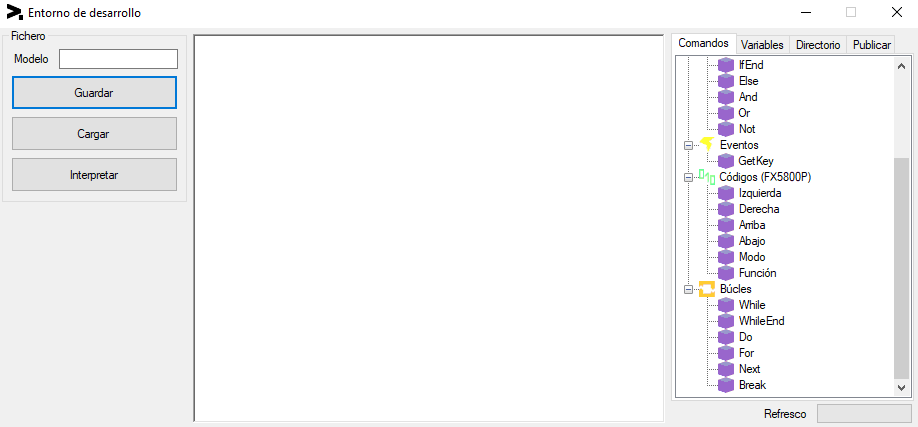 Entorno de desarrollo
Fichero
Modelo
Guardar
Cargar
Interpretar
Comandos Variables Directorio Publicar
IfEnd
Else
And
Or
Not
Eventos
GetKey
Códigos (FX5800P)
Izquierda
Derecha
Arriba
Abajo
Modo
Función
Búcles
While
WhileEnd
Do
For
Next
Break
Refresco